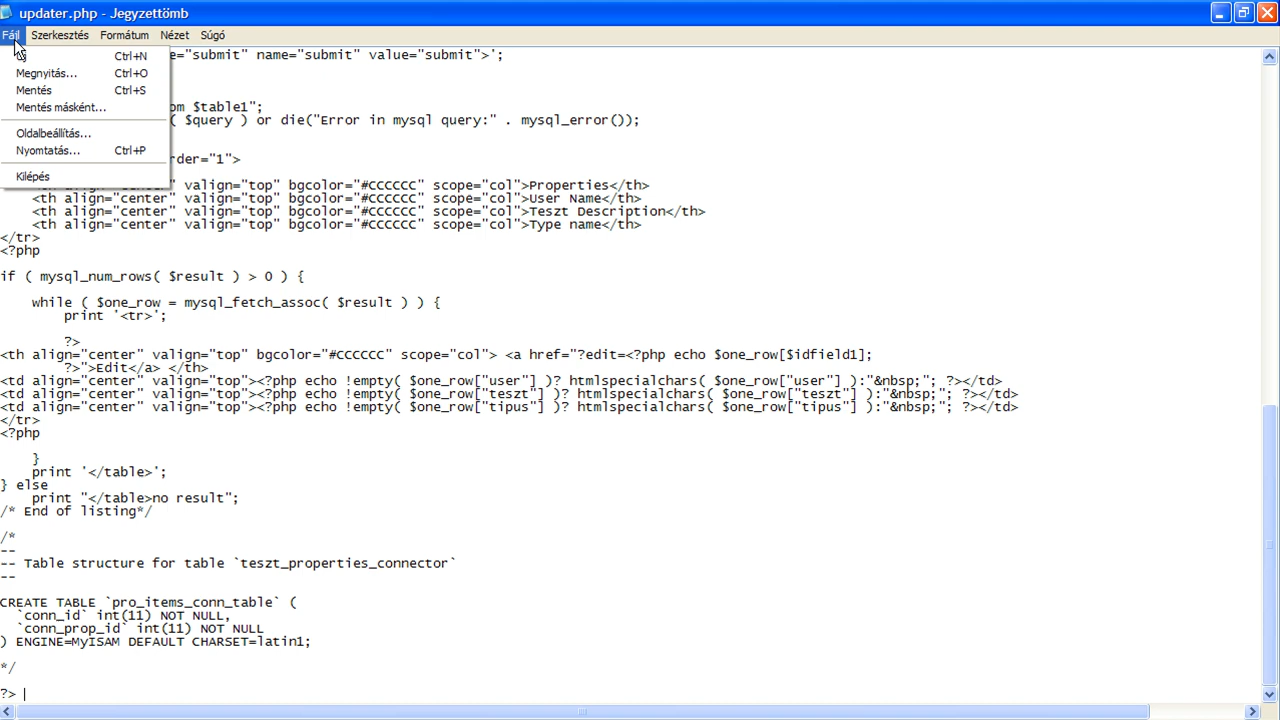 updater.php - Jegyzettömb
Fájl Szerkesztés Formátum Nézet Súgó
Ctrl+N
Megnyitás... Ctrl+O
Mentés Ctrl+S
Mentés másként...
Oldalbeállítás...
Nyomtatás... Ctrl+P
Kilépés
="submit" name="submit" value="submit">';
$table1";
( $query ) or die("Error in mysql query:" . mysql_error());
="1">
<th align="center" valign="top" bgcolor="#CCCCCC" scope="col">Properties</th>
<th align="center" valign="top" bgcolor="#CCCCCC" scope="col">User Name</th>
<th align="center" valign="top" bgcolor="#CCCCCC" scope="col">Teszt Description</th>
<th align="center" valign="top" bgcolor="#CCCCCC" scope="col">Type name</th>
</tr>
<?php
if ( mysql_num_rows( $result ) > 0 ) {
while ( $one_row = mysql_fetch_assoc( $result ) ) {
print '<tr>';
?>
<th align="center" valign="top" bgcolor="#CCCCCC" scope="col"> <a href="?edit=<?php echo $one_row[$idfield1];
?>">Edit</a> </th>
<td align="center" valign="top"><?php echo !empty( $one_row["user"] )? htmlspecialchars( $one_row["user"] ):"&nbsp;"; ?></td>
<td align="center" valign="top"><?php echo !empty( $one_row["teszt"] )? htmlspecialchars( $one_row["teszt"] ):"&nbsp;"; ?></td>
<td align="center" valign="top"><?php echo !empty( $one_row["tipus"] )? htmlspecialchars( $one_row["tipus"] ):"&nbsp;"; ?></td>
</tr>
<?php
}
print '</table>';
} else
print "</table>no result";
/* End of listing*/
/*
--
-- Table structure for table `teszt_properties_connector`
--
CREATE TABLE `pro_items_conn_table` (
`conn_id` int(11) NOT NULL,
`conn_prop_id` int(11) NOT NULL
) ENGINE=MyISAM DEFAULT CHARSET=latin1;
*/
?>